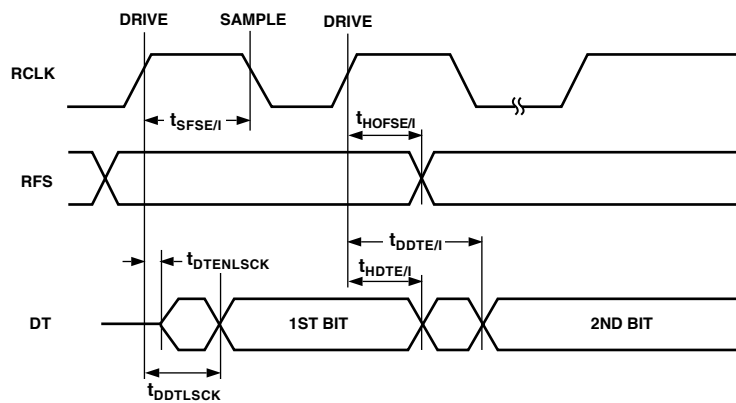 DRIVE SAMPLE DRIVE
RCLK
tSFSE/I
tHOFSE/I
RFS
tDDTE/I
tDTENLSCK
tHDTE/I
DT
1ST BIT
2ND BIT
tDDTLSCK